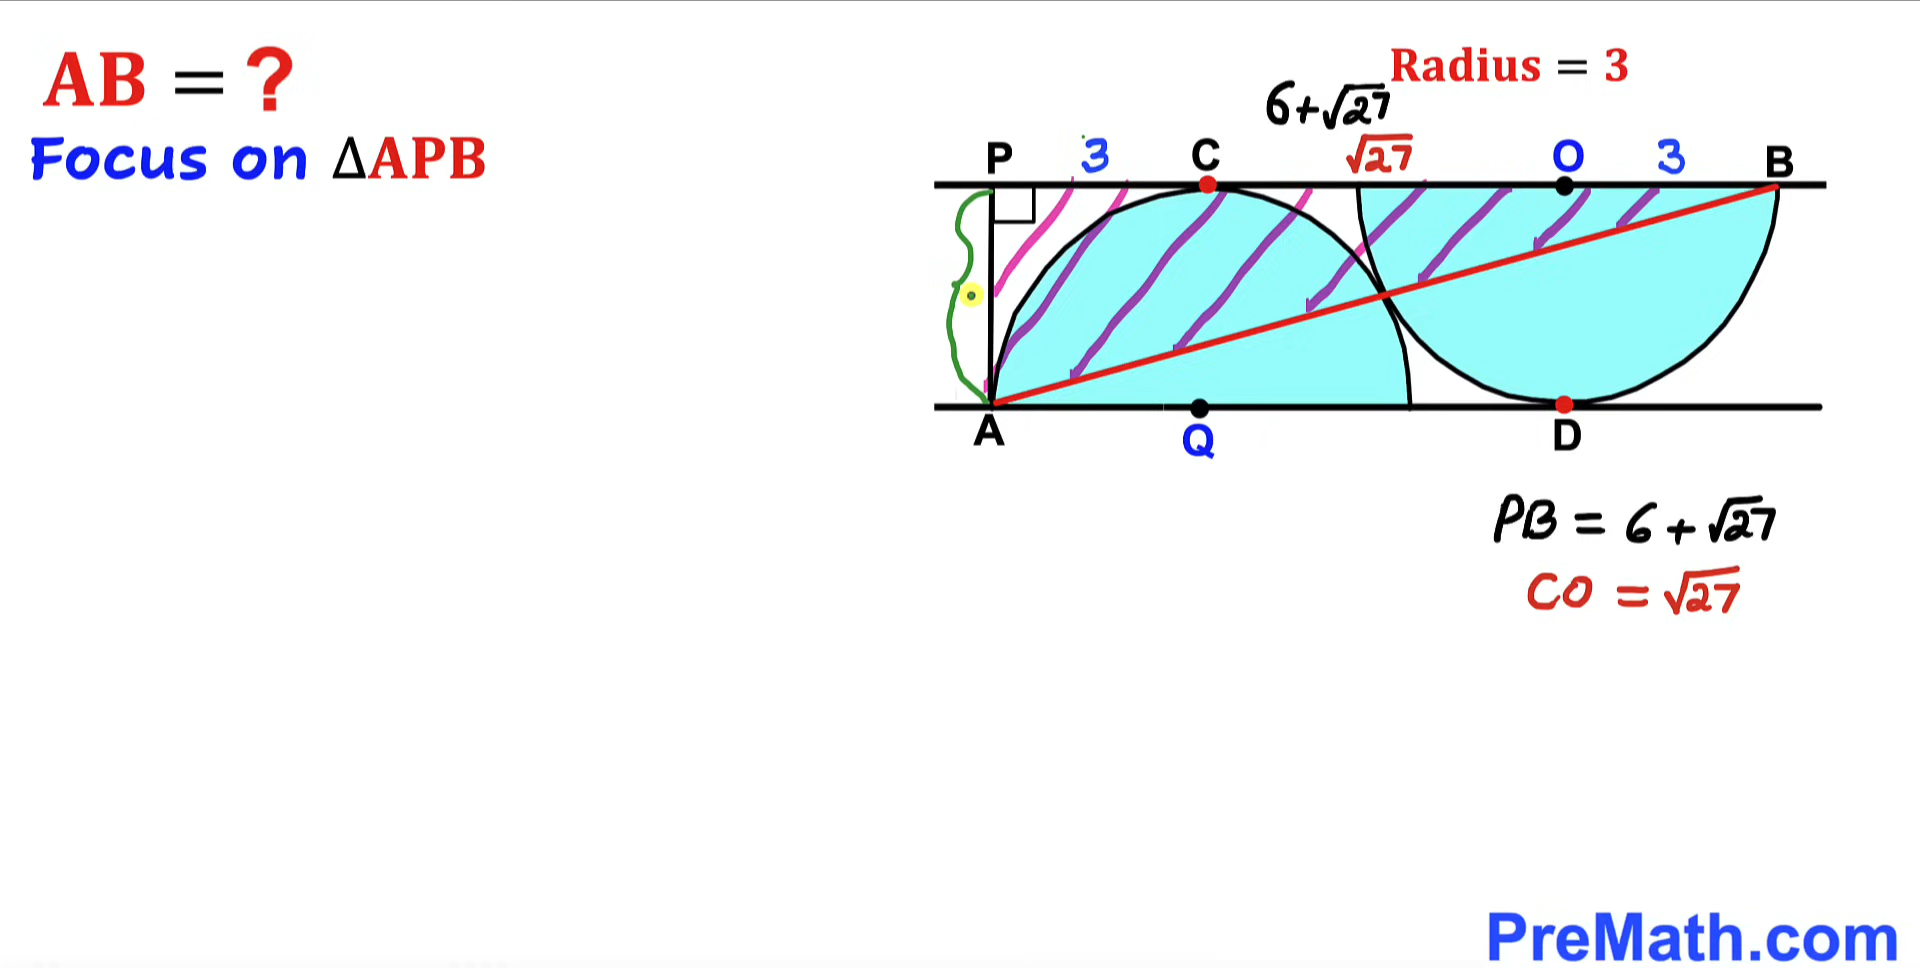 AB = ?
Focus on ΔAPB
Radius = 3
6+√27
P 3 C √27 O 3 B
A Q D
PB = 6+√27
CO = √27
PreMath.com